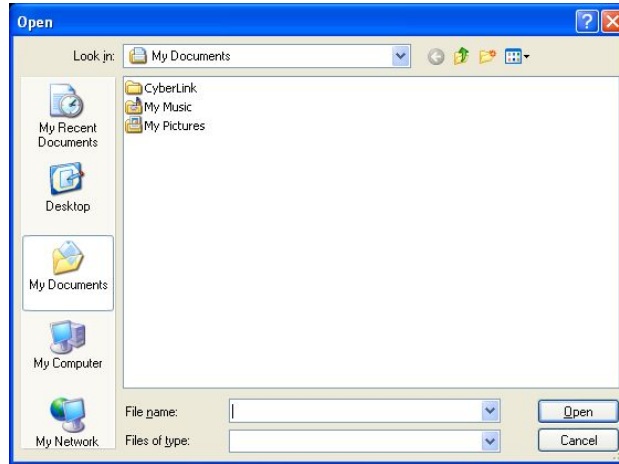 Open
Look in: My Documents
CyberLink
My Music
My Pictures
My Recent
Documents
Desktop
My Documents
My Computer
My Network
File name:
Open
Files of type:
Cancel